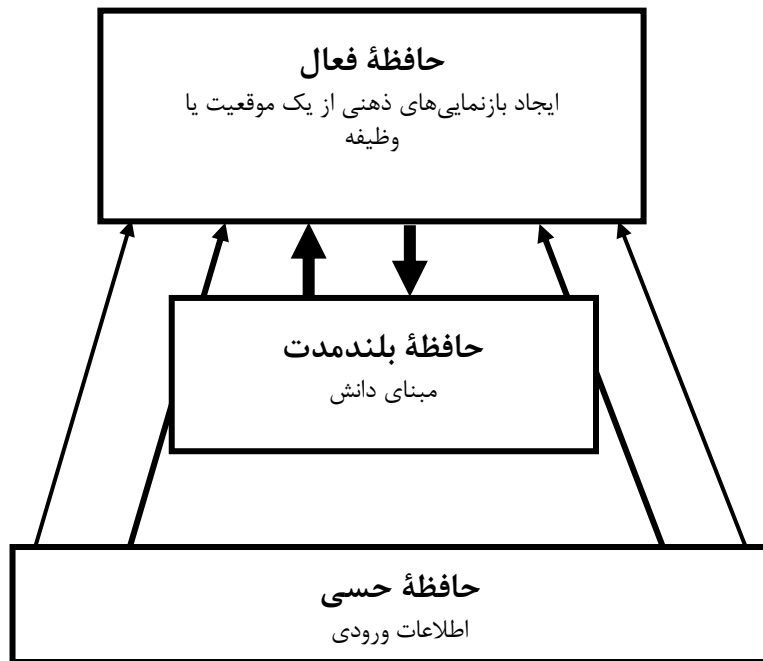 حافظهٔ فعال
ایجاد بازنمایی‌های ذهنی از یک موقعیت یا
وظیفه
حافظهٔ بلندمدت
مبنای دانش
حافظهٔ حسی
اطلاعات ورودی